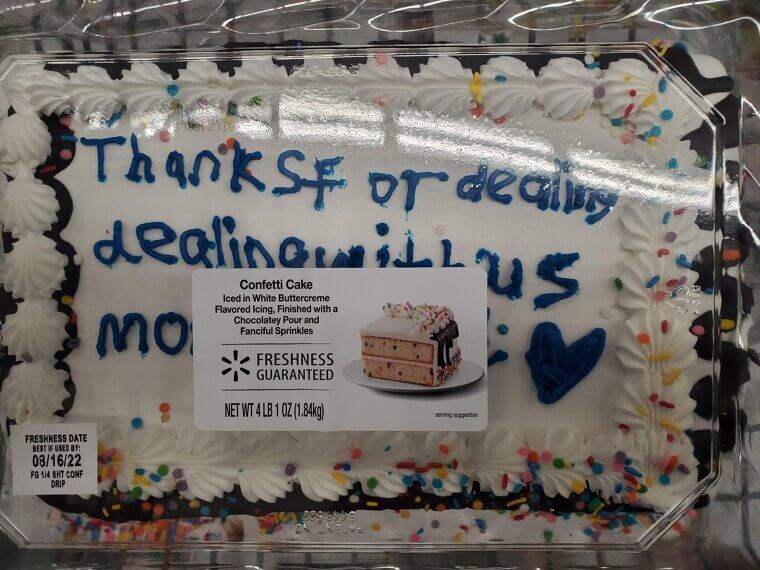 ThankSF or dealing
dealingwithus
mo
Confetti Cake
Iced in White Buttercreme
Flavored Icing, Finished with a
Chocolatey Pour and
Fanciful Sprinkles
FRESHNESS
GUARANTEED
NET WT 4 LB 1 OZ (1.84kg)
serving suggestion
FRESHNESS DATE
BEST IF USED BY:
08/16/22
FG 1/4 SHT CONF
DRIP